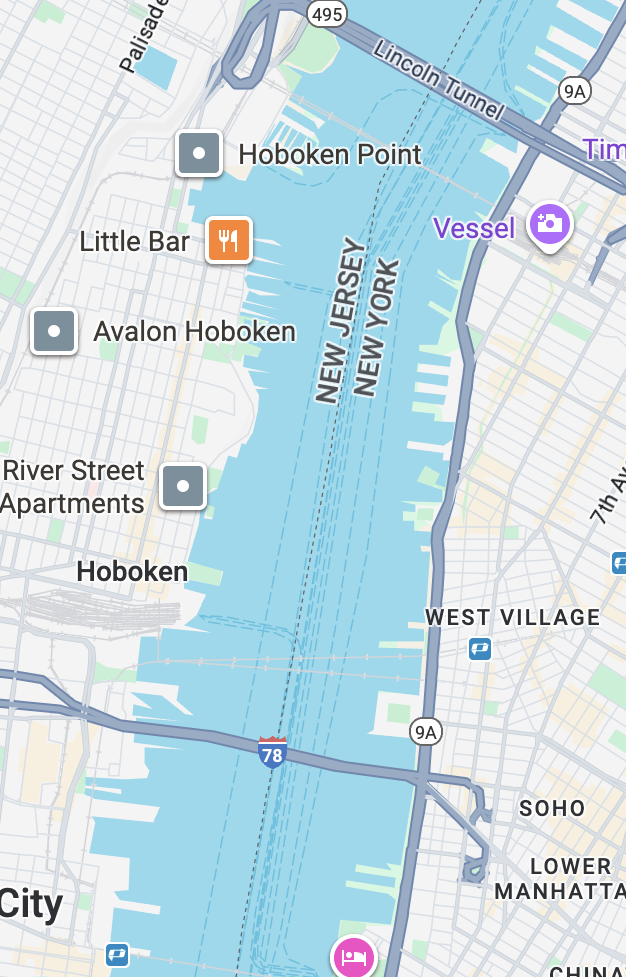 495
Palisade
Lincoln Tunnel
9A
Tim
Hoboken Point
Vessel
Little Bar
NEW JERSEY
NEW YORK
Avalon Hoboken
River Street
Apartments
7th Av
Hoboken
WEST VILLAGE
9A
78
SOHO
LOWER
MANHATTA
City
CHINA